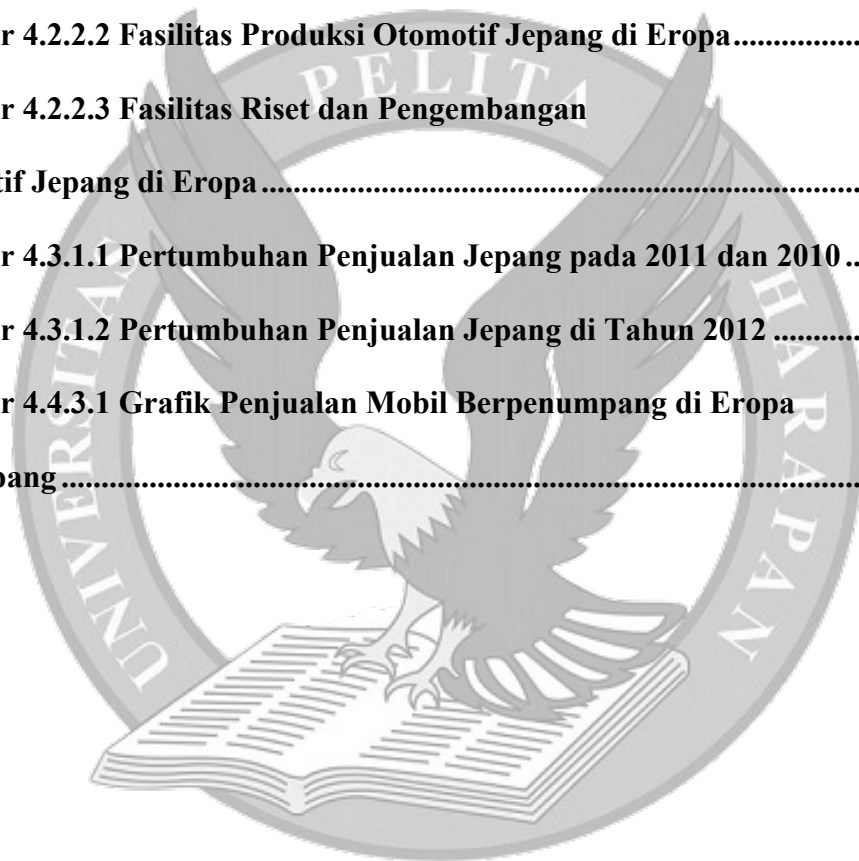 r 4.2.2.2 Fasilitas Produksi Otomotif Jepang di Eropa..................
r 4.2.2.3 Fasilitas Riset dan Pengembangan
tif Jepang di Eropa...............................................................................
r 4.3.1.1 Pertumbuhan Penjualan Jepang pada 2011 dan 2010 ..
r 4.3.1.2 Pertumbuhan Penjualan Jepang di Tahun 2012 ............
r 4.4.3.1 Grafik Penjualan Mobil Berpenumpang di Eropa
pang .......................................................................................................
UNIVERSITAS PELITA HARAPAN